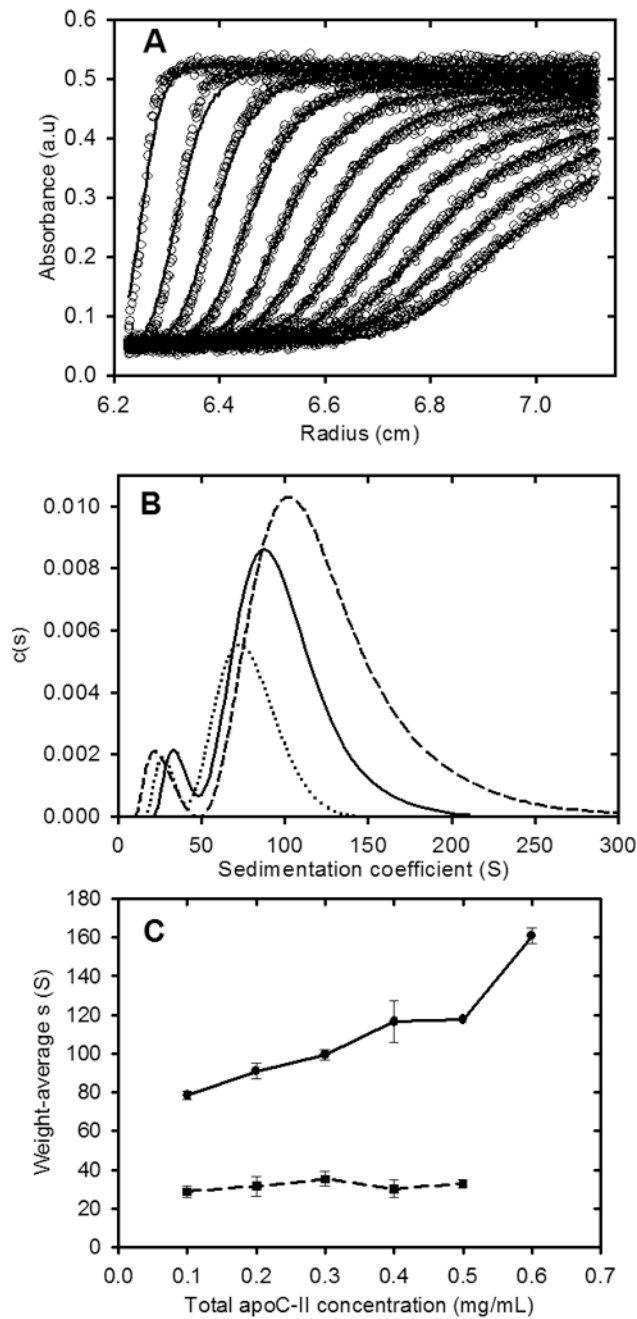 A
0.6
0.5
0.4
0.3
0.2
0.1
0.0
Absorbance (a.u)
6.2 6.4 6.6 6.8 7.0
Radius (cm)
B
0.010
0.008
0.006
0.004
0.002
0.000
c(s)
0 50 100 150 200 250 300
Sedimentation coefficient (S)
C
180
160
140
120
100
80
60
40
20
0
Weight-average s (S)
0.0 0.1 0.2 0.3 0.4 0.5 0.6 0.7
Total apoC-II concentration (mg/mL)